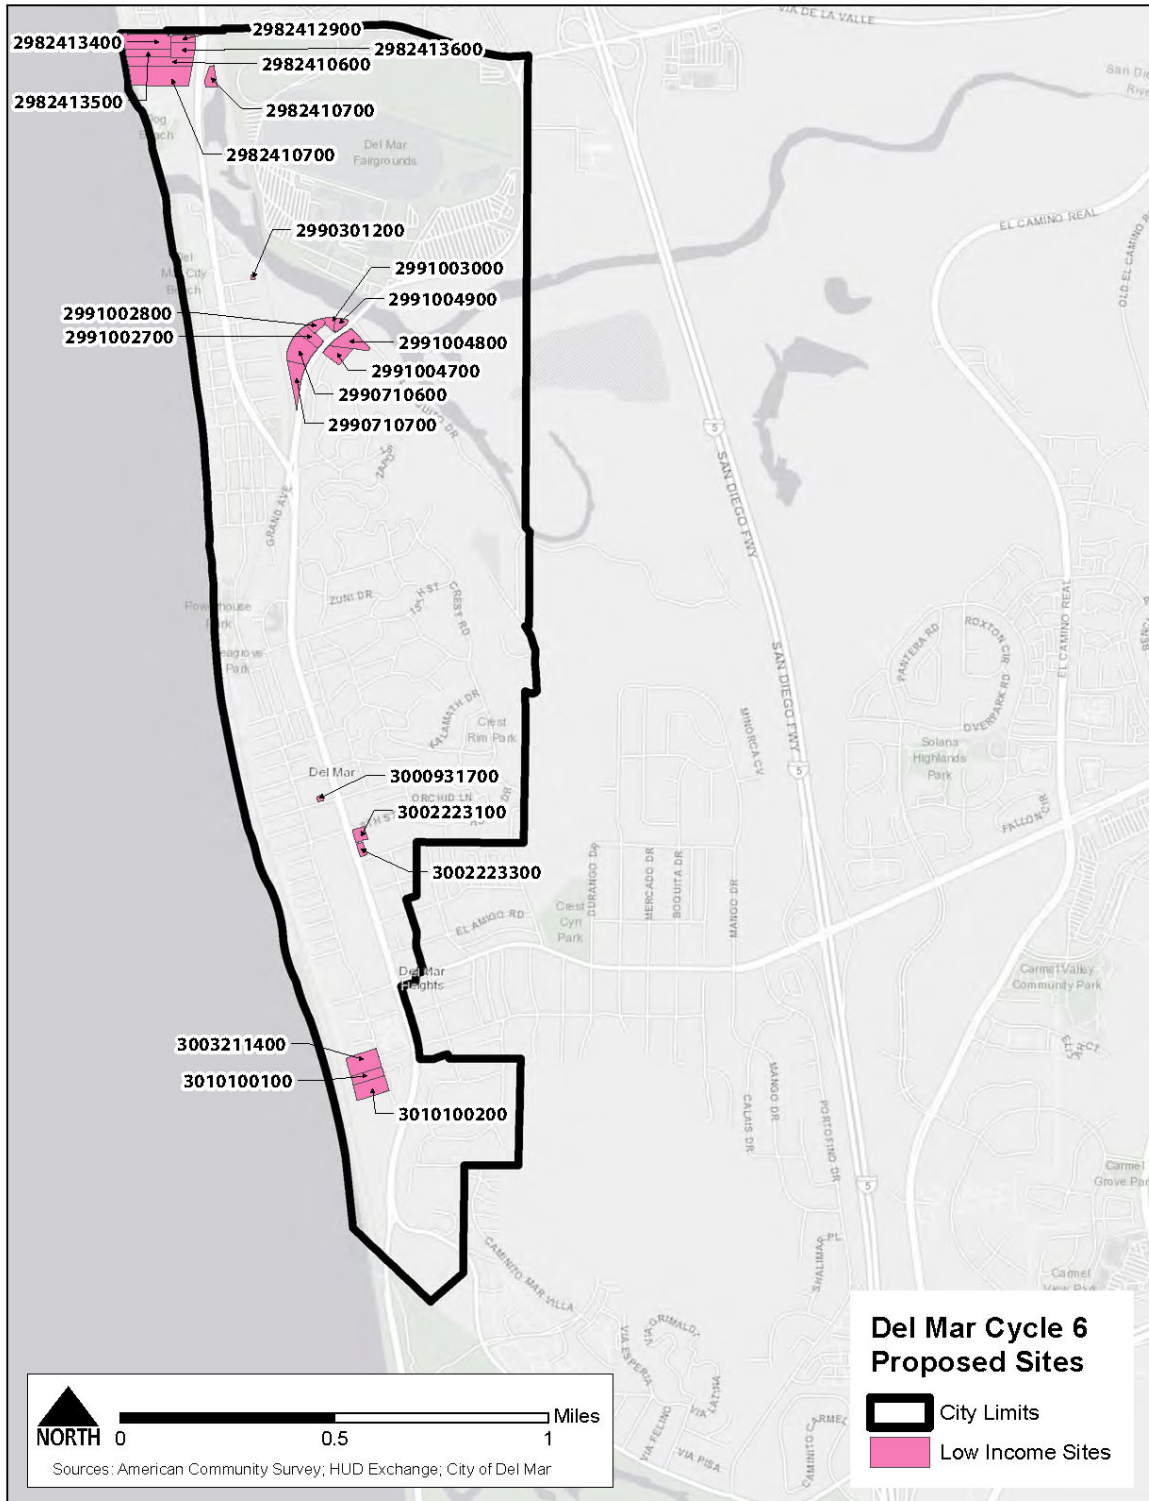 VIA DE LA VALLE
2982412900
2982413400
2982413600
2982410600
2982413500
2982410700
2982410700
Del Mar
Fairgrounds
EL CAMINO REAL
2990301200
2991003000
2991004900
2991002800
2991002700
2991004800
2991004700
2990710600
2990710700
5
SAN DIEGO FWY
GRAND AVE
ZUNI DR
CREST RD
Park
Park
PANTERA RD
ROXTON CIR
EL CAMINO REAL
OVERPARK RD
SAN DIEGO FWY
MINORCA CV
KALAMATH DR
Crest
Rim Park
Solana
Highlands
Park
5
Del Mar
3000931700
ORCHID LN
3002223100
3002223300
FALLON CIR
DURANGO DR
MERCADO DR
BOQUITA DR
MANGO DR
EL AMIGO RD
Crest
Cyn
Park
Del Mar
Heights
Carmel Valley
Community Park
3003211400
3010100100
3010100200
MANGO DR
CALAIS DR
PORTOFINO DR
5
Carmel
Grove Park
CAMINITO MAR VILLA
VIA GRIMALDI
VIA ESPERIA
VIA LATINA
VIA FELINO
VIA PISA
Del Mar Cycle 6
Proposed Sites
City Limits
Low Income Sites
NORTH
0 0.5 1
Miles
Sources: American Community Survey; HUD Exchange; City of Del Mar